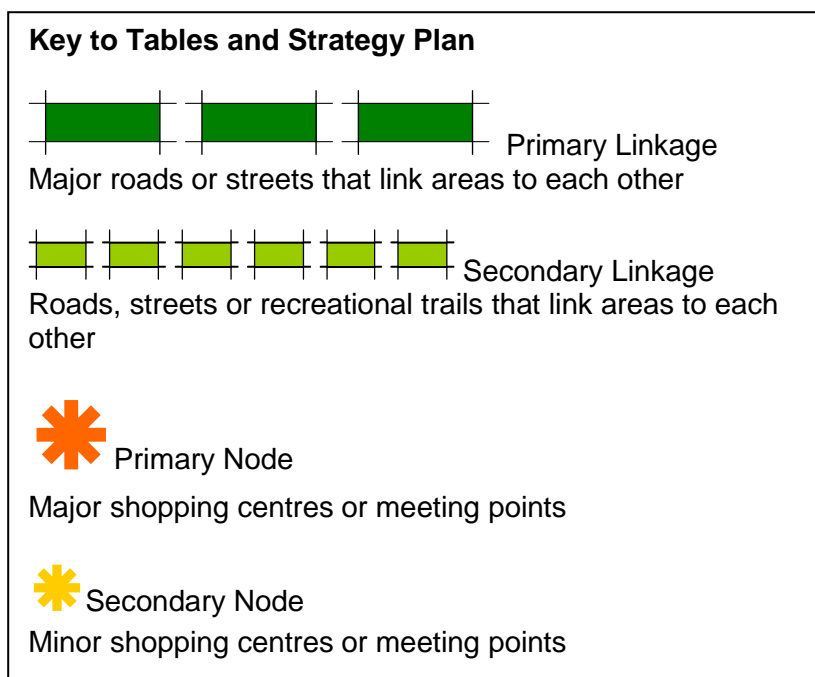 Key to Tables and Strategy Plan
Primary Linkage
Major roads or streets that link areas to each other
Secondary Linkage
Roads, streets or recreational trails that link areas to each
other
Primary Node
Major shopping centres or meeting points
Secondary Node
Minor shopping centres or meeting points